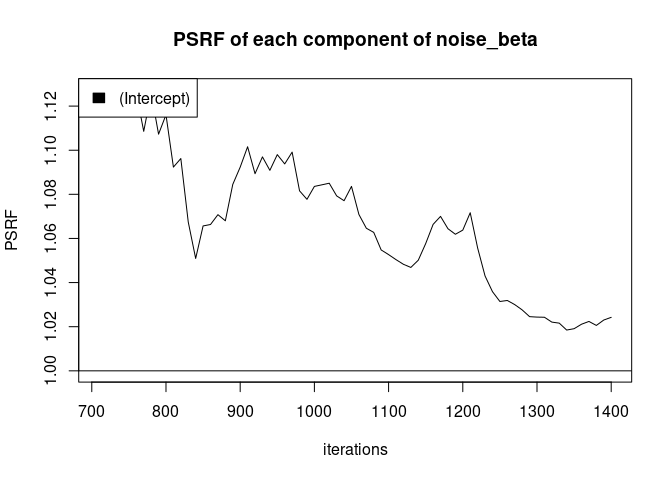 PSRF of each component of noise_beta
(Intercept)
1.12
1.10
1.08
1.06
1.04
1.02
1.00
PSRF
700 800 900 1000 1100 1200 1300 1400
iterations